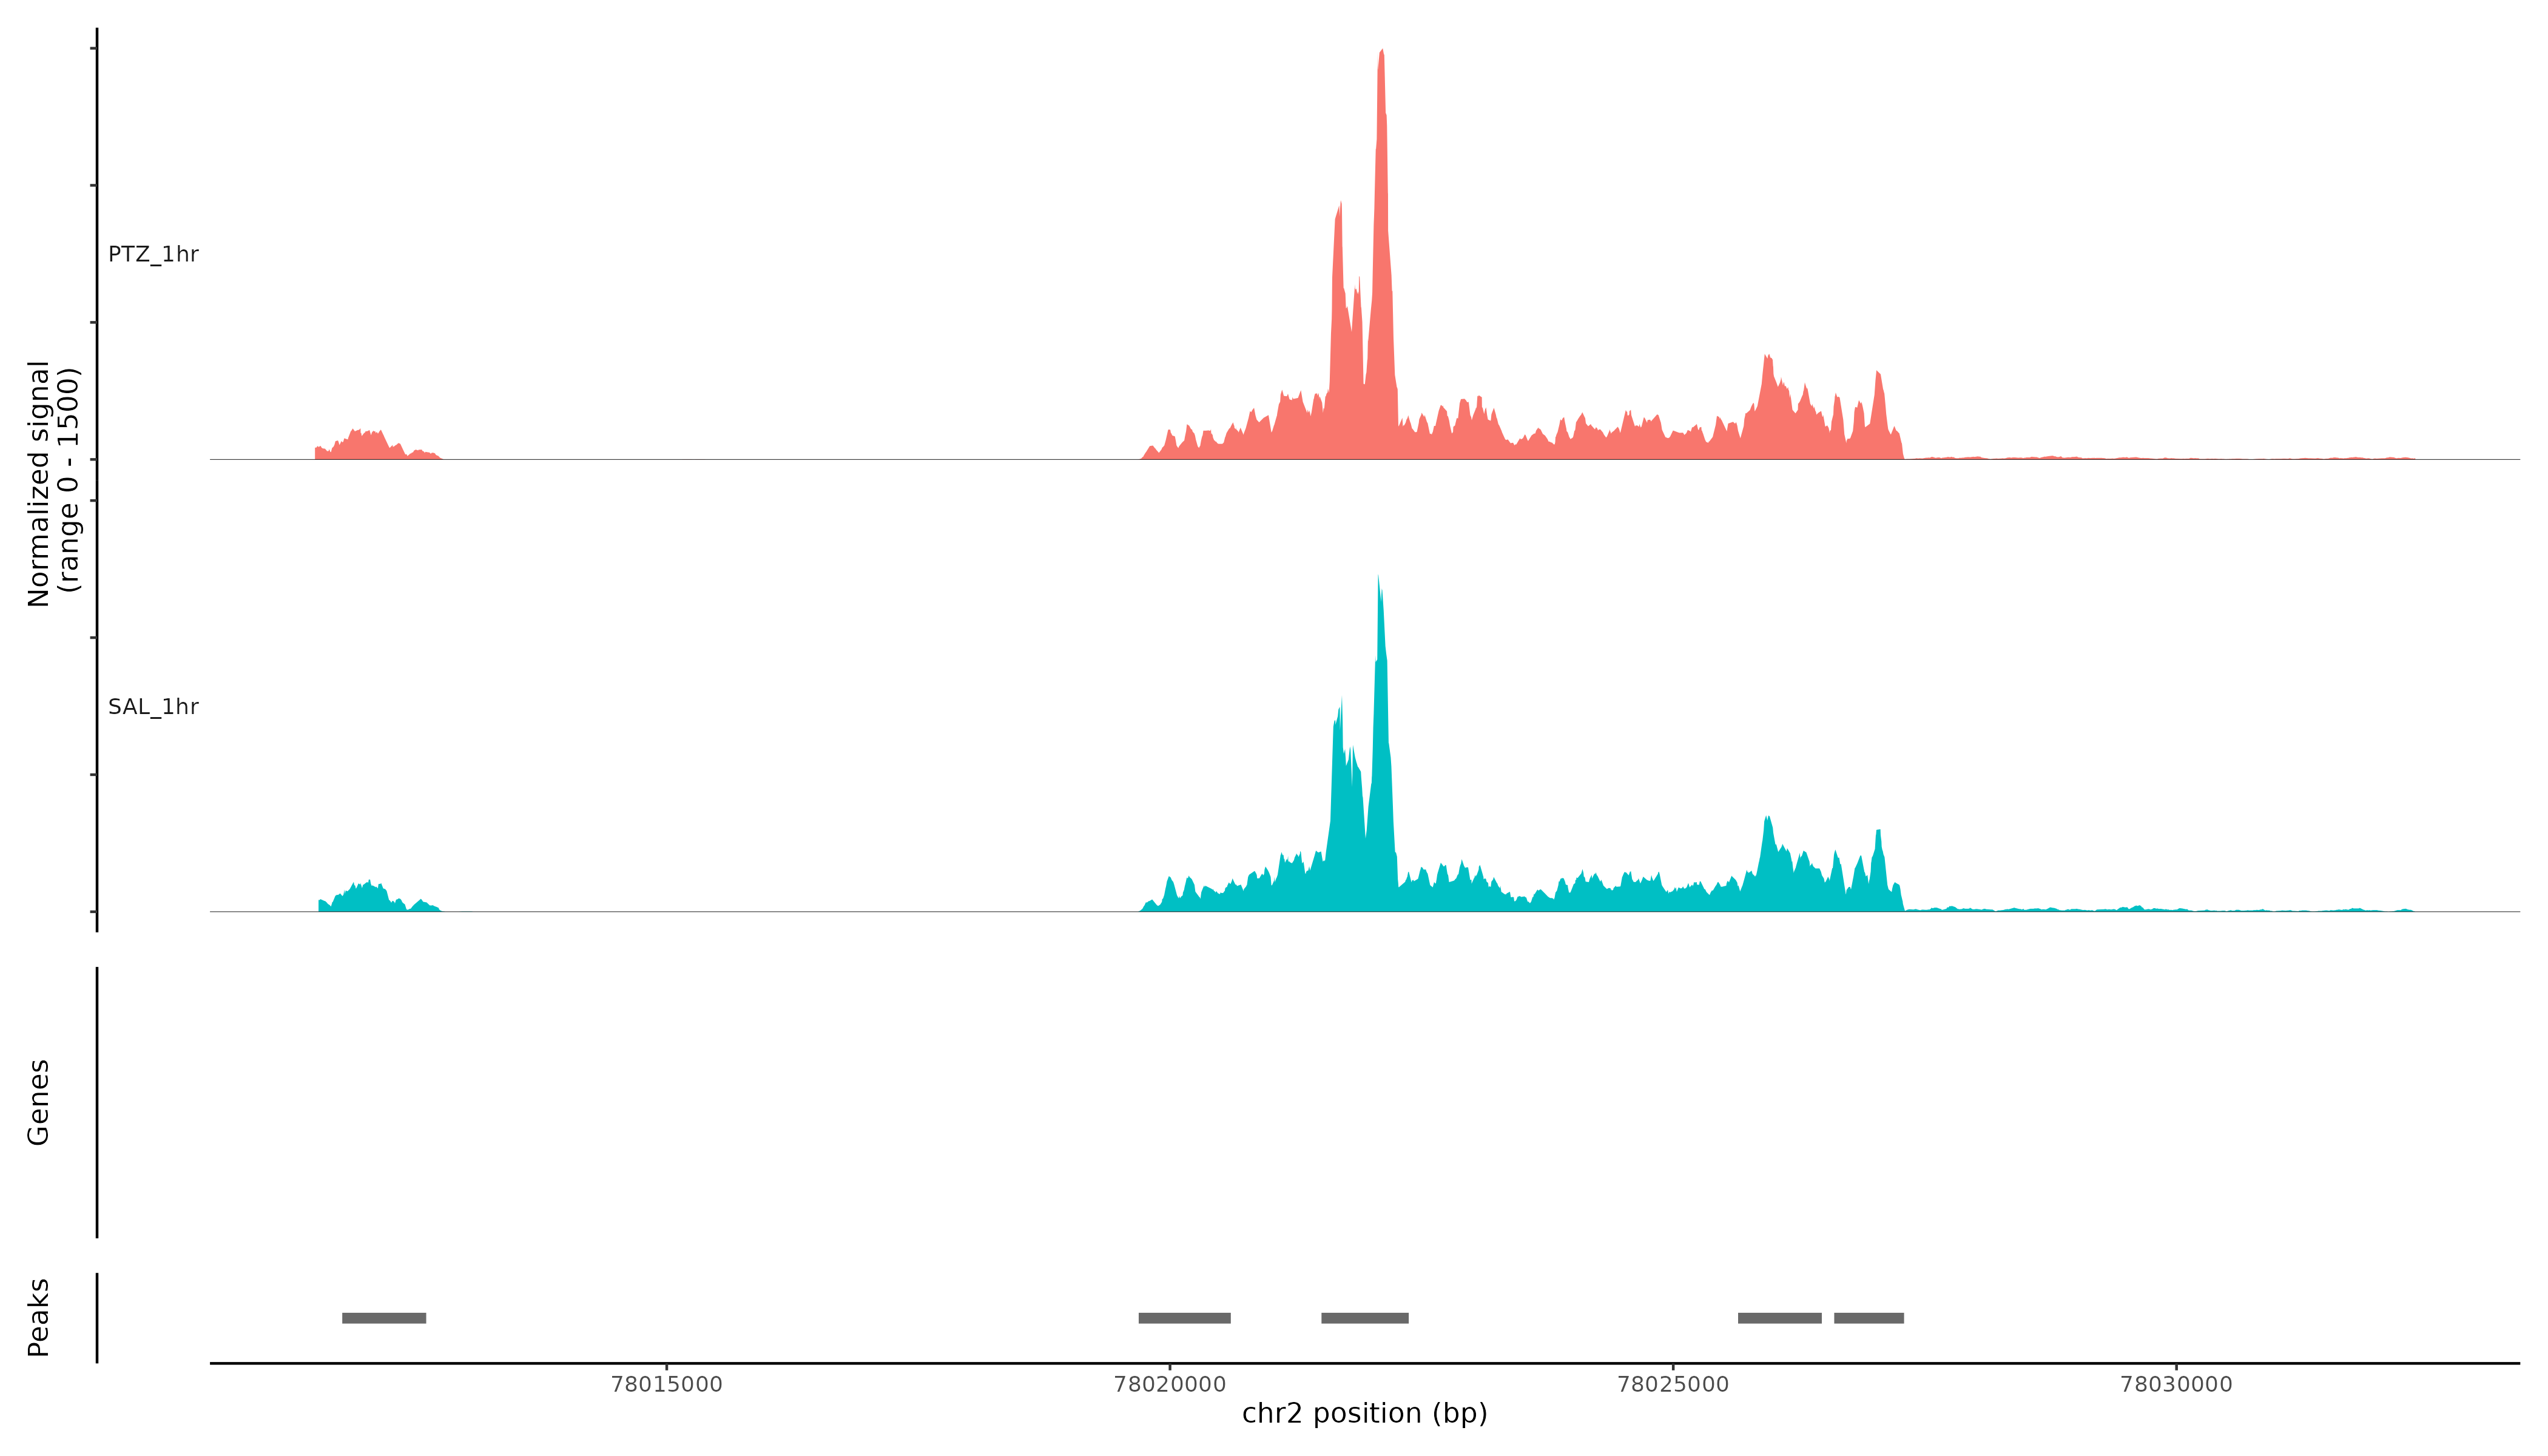 Normalized signal
(range 0 - 1500)
PTZ_1hr
SAL_1hr
Genes
Peaks
78015000
78020000
78025000
78030000
chr2 position (bp)